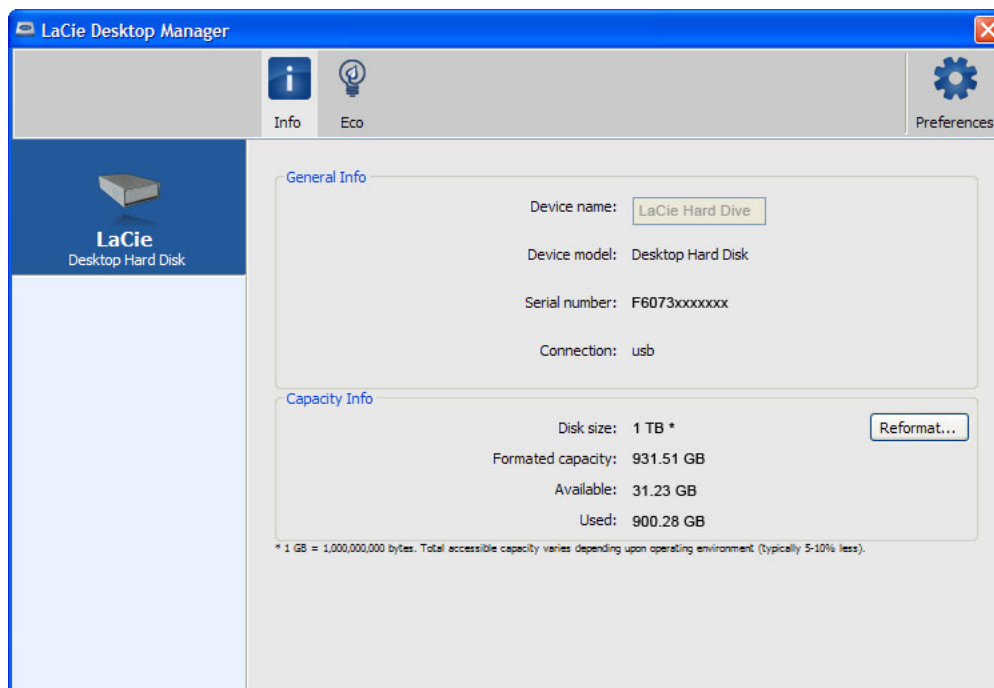 LaCie Desktop Manager
Info
Eco
Preferences
LaCie
Desktop Hard Disk
General Info
Device name: LaCie Hard Dive
Device model: Desktop Hard Disk
Serial number: F6073xxxxxxx
Connection: usb
Capacity Info
Disk size: 1 TB *
Reformat...
Formated capacity: 931.51 GB
Available: 31.23 GB
Used: 900.28 GB
* 1 GB = 1,000,000,000 bytes. Total accessible capacity varies depending upon operating environment (typically 5-10% less).